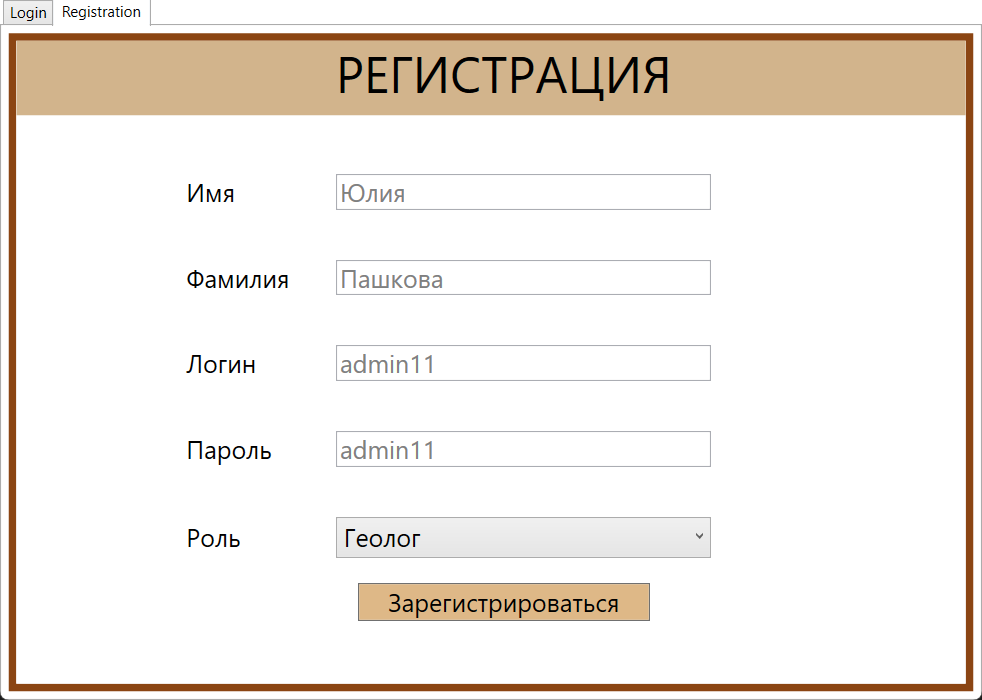 Login Registration
РЕГИСТРАЦИЯ
Имя Юлия
Фамилия Пашкова
Логин admin11
Пароль admin11
Роль Геолог
Зарегистрироваться